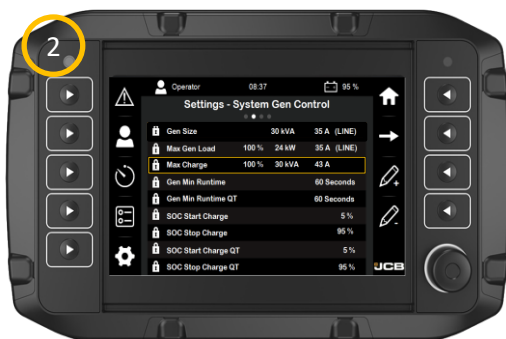 2
Operator 08:37 95 %
Settings - System Gen Control
Gen Size 30 kVA 35 A (LINE)
Max Gen Load 100 % 24 kW 35 A (LINE)
Max Charge 100 % 30 kVA 43 A
Gen Min Runtime 60 Seconds
Gen Min Runtime QT 60 Seconds
SOC Start Charge 5 %
SOC Stop Charge 95 %
SOC Start Charge QT 5 %
SOC Stop Charge QT 95 %
JCB